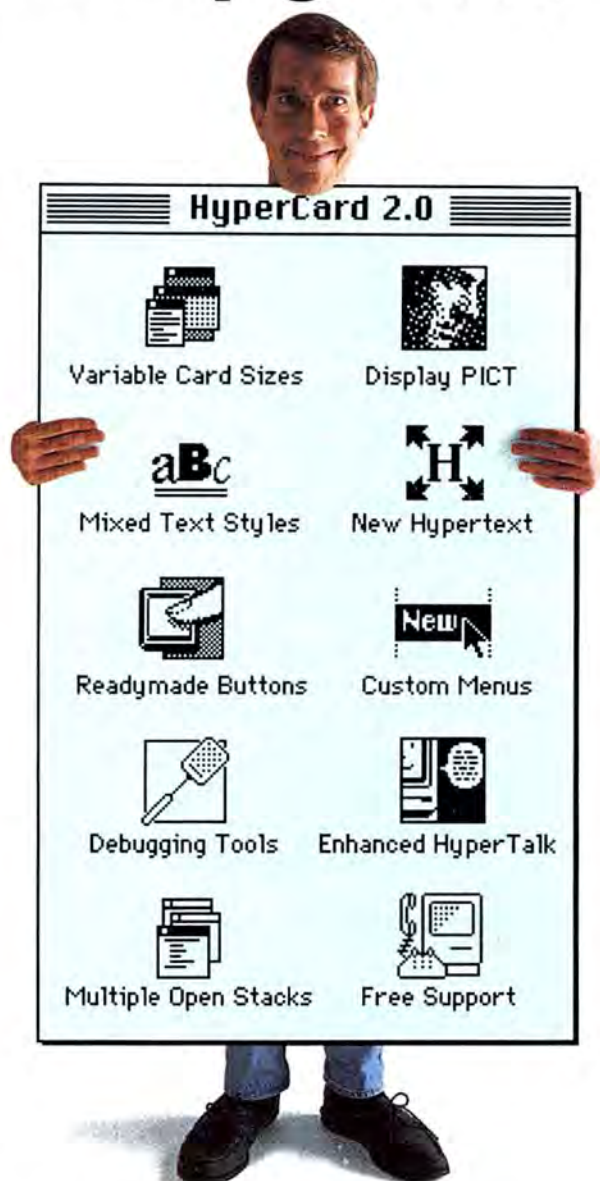 HyperCard 2.0
Variable Card Sizes
Display PICT
aBc
H
Mixed Text Styles
New Hypertext
New
Readymade Buttons
Custom Menus
Debugging Tools
Enhanced HyperTalk
Multiple Open Stacks
Free Support